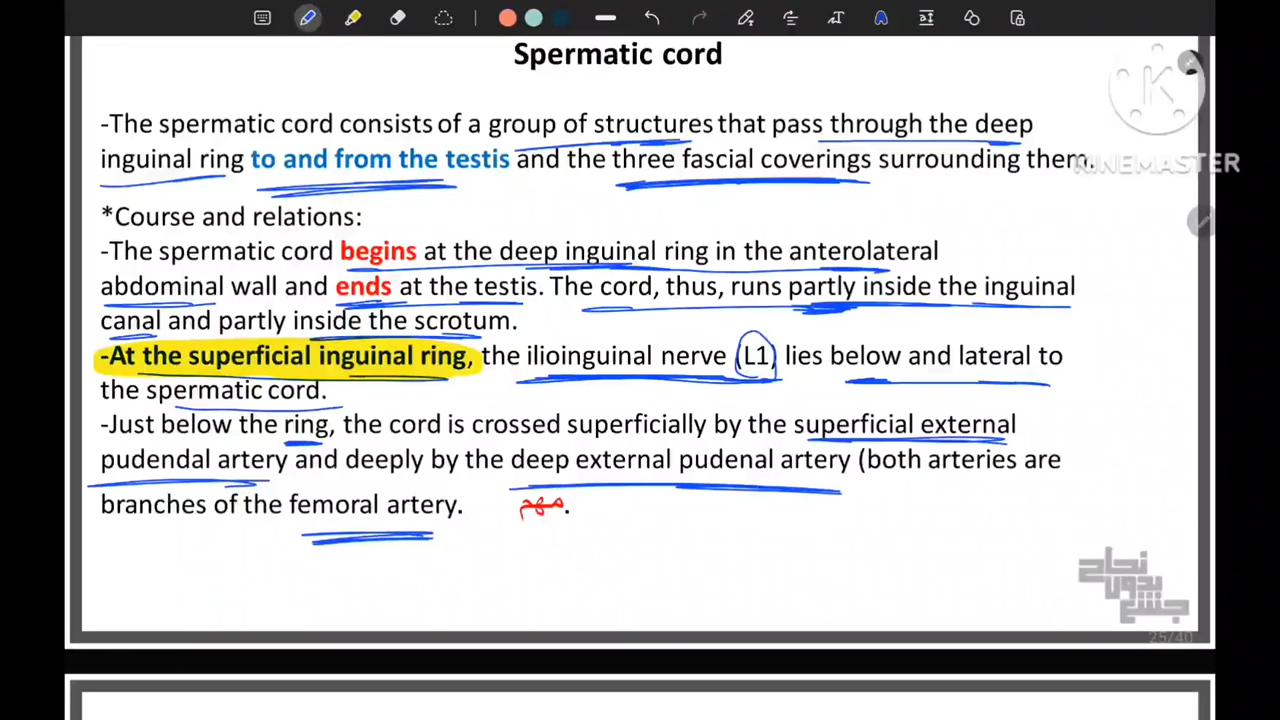 Spermatic cord
KINEMASTER
-The spermatic cord consists of a group of structures that pass through the deep
inguinal ring to and from the testis and the three fascial coverings surrounding them.
*Course and relations:
-The spermatic cord begins at the deep inguinal ring in the anterolateral
abdominal wall and ends at the testis. The cord, thus, runs partly inside the inguinal
canal and partly inside the scrotum.
-At the superficial inguinal ring, the ilioinguinal nerve (L1) lies below and lateral to
the spermatic cord.
-Just below the ring, the cord is crossed superficially by the superficial external
pudendal artery and deeply by the deep external pudenal artery (both arteries are
branches of the femoral artery. مهم.
نجاح
بدون
جشع
25/40